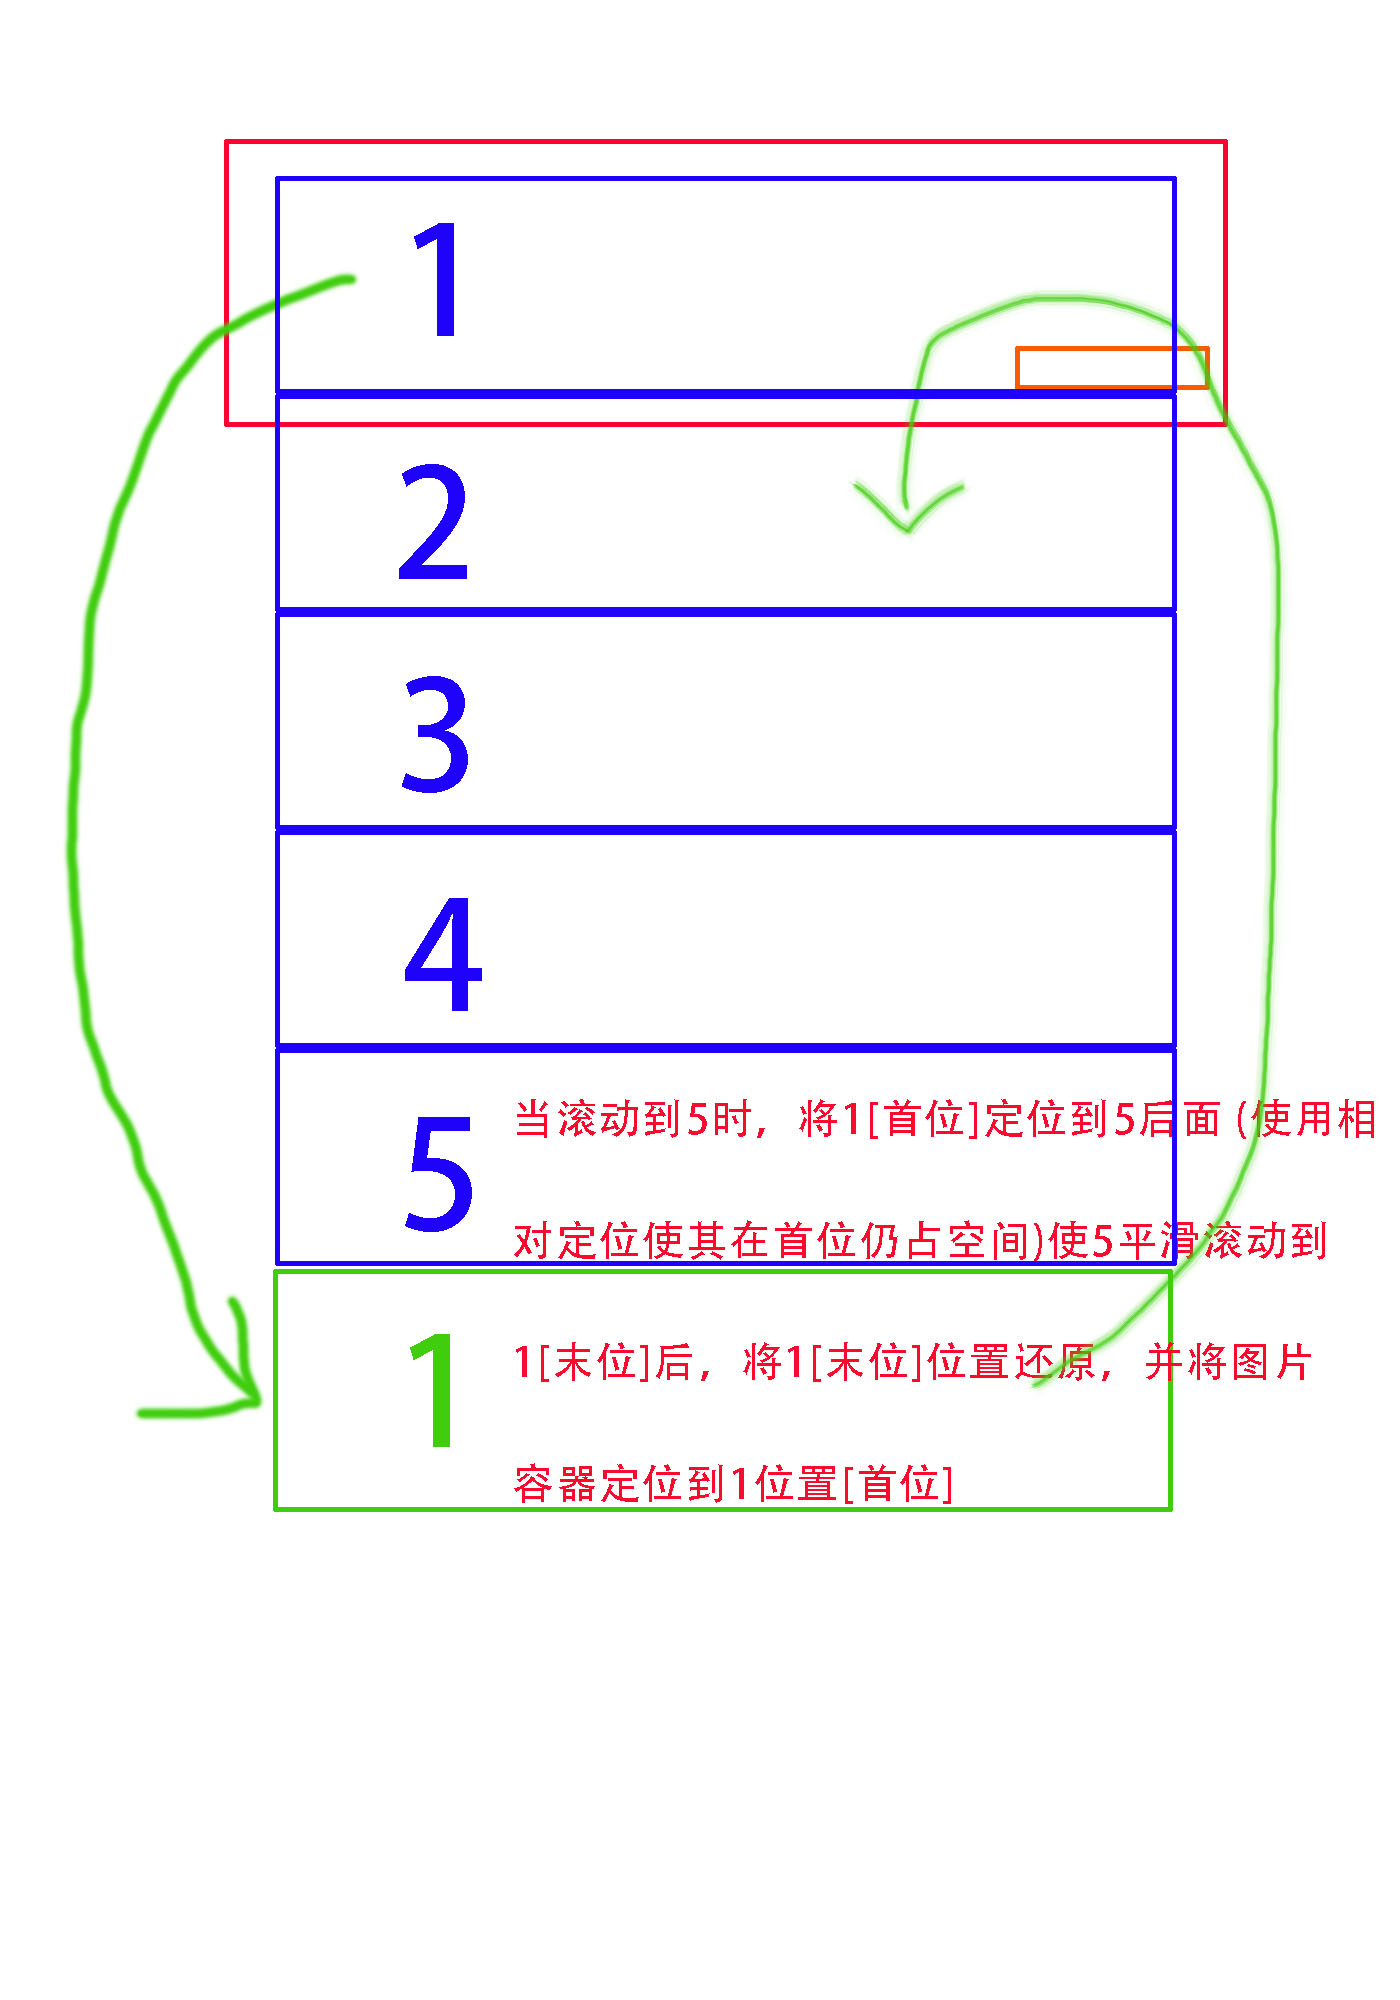 1
2
3
4
5
当滚动到5时，将1[首位]定位到5后面 (使用相
对定位使其在首位仍占空间)使5平滑滚动到
1
1[末位]后，将1[末位]位置还原，并将图片
容器定位到1位置[首位]